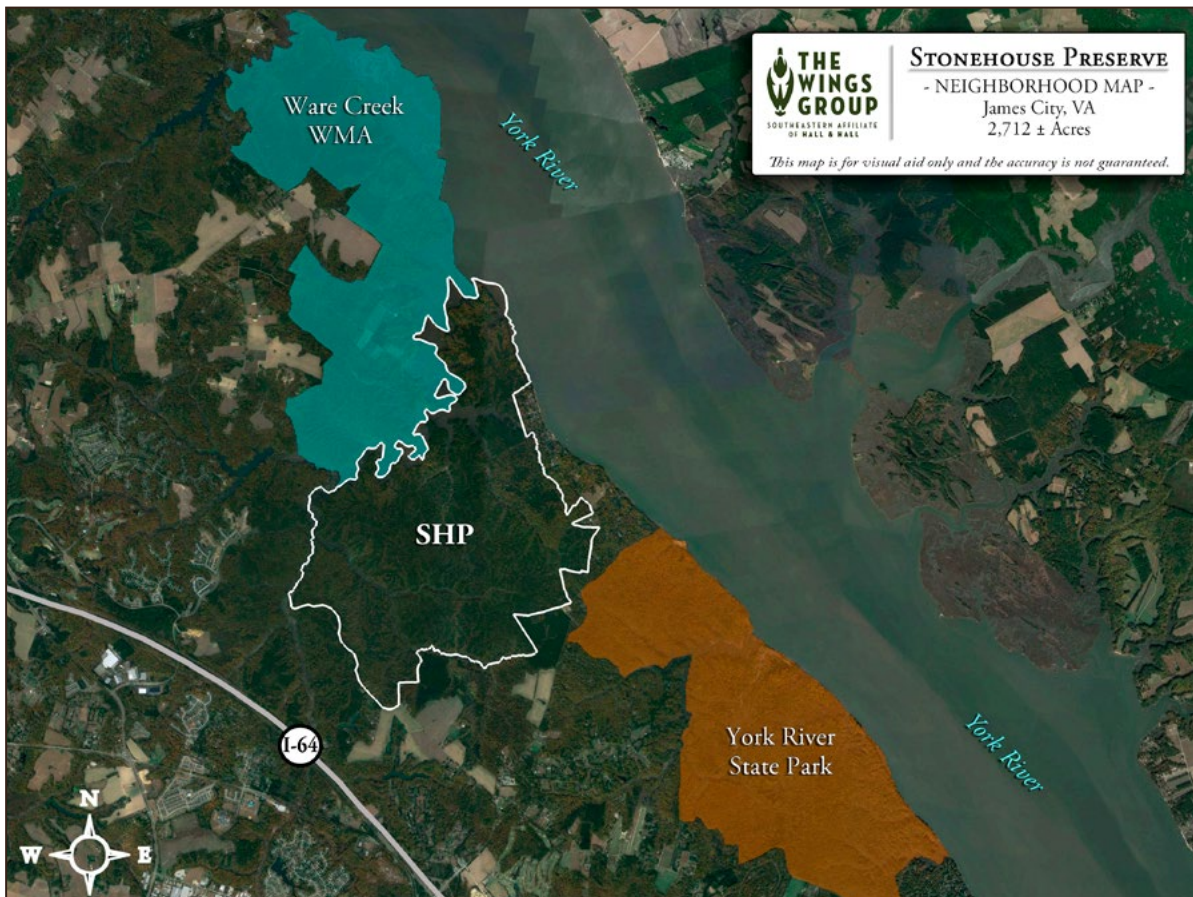 THE
WINGS
GROUP
SOUTHEASTERN AFFILIATE
OF HALL & HALL
STONEHOUSE PRESERVE
- NEIGHBORHOOD MAP -
James City, VA
2,712 ± Acres
This map is for visual aid only and the accuracy is not guaranteed.
Ware Creek
WMA
York River
SHP
York River
State Park
York River
I-64
N
W
E
S